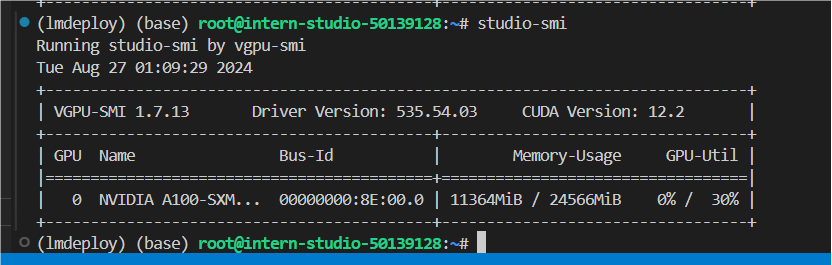 +-----------------------------------------------------------------------------+
(lmdeploy) (base) root@intern-studio-50139128:~# studio-smi
Running studio-smi by vgpu-smi
Tue Aug 27 01:09:29 2024
+-----------------------------------------------------------------------------+
| VGPU-SMI 1.7.13       Driver Version: 535.54.03     CUDA Version: 12.2        |
+-------------------------------------------+----------------------------------+
| GPU  Name                Bus-Id           |        Memory-Usage     GPU-Util |
|===========================================+==================================|
|   0  NVIDIA A100-SXM...  00000000:8E:00.0 | 11364MiB / 24566MiB    0% /  30% |
+-------------------------------------------+----------------------------------+
(lmdeploy) (base) root@intern-studio-50139128:~#